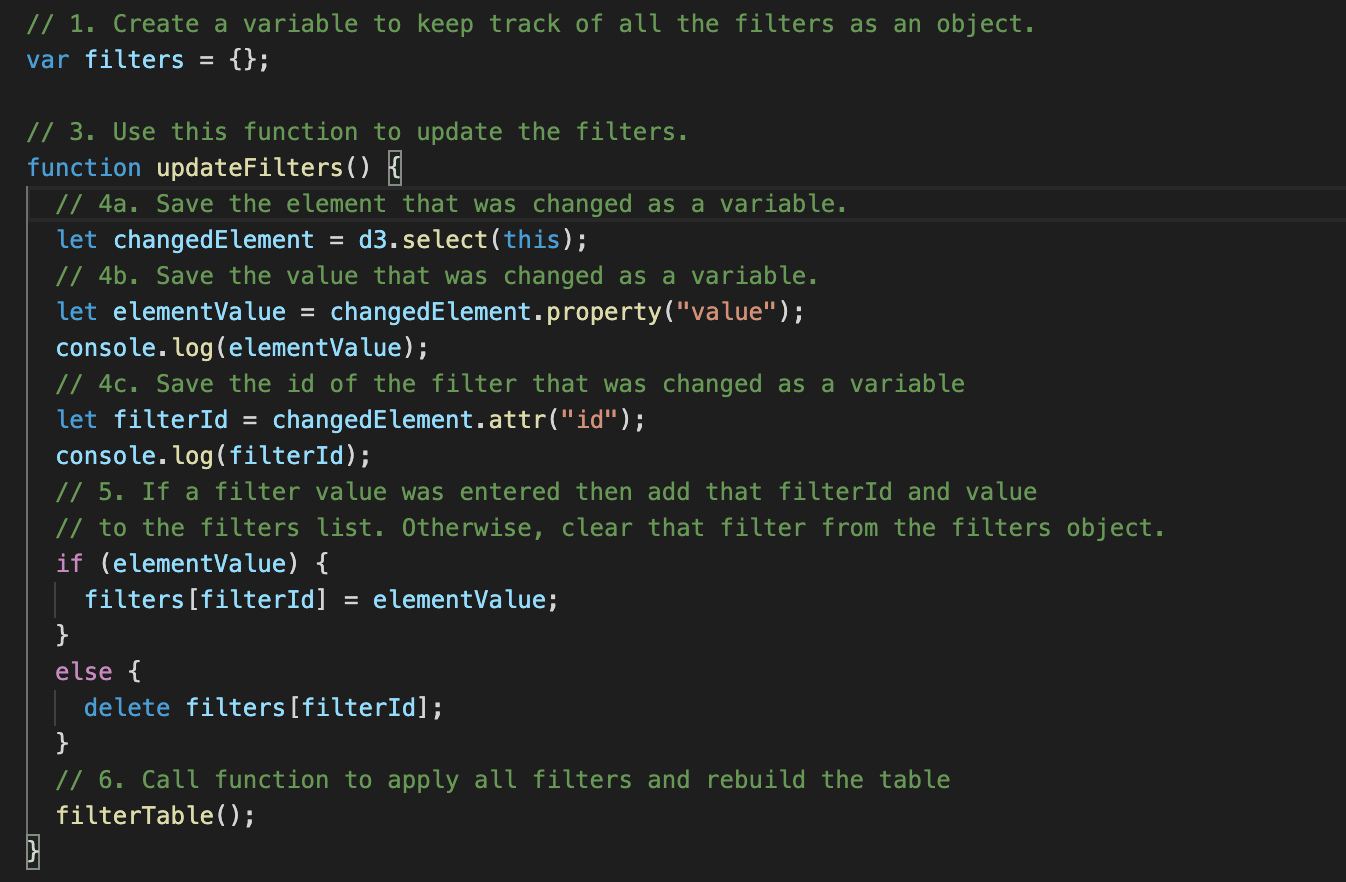 // 1. Create a variable to keep track of all the filters as an object.
var filters = {};

// 3. Use this function to update the filters.
function updateFilters() {
  // 4a. Save the element that was changed as a variable.
  let changedElement = d3.select(this);
  // 4b. Save the value that was changed as a variable.
  let elementValue = changedElement.property("value");
  console.log(elementValue);
  // 4c. Save the id of the filter that was changed as a variable
  let filterId = changedElement.attr("id");
  console.log(filterId);
  // 5. If a filter value was entered then add that filterId and value
  // to the filters list. Otherwise, clear that filter from the filters object.
  if (elementValue) {
    filters[filterId] = elementValue;
  }
  else {
    delete filters[filterId];
  }
  // 6. Call function to apply all filters and rebuild the table
  filterTable();
}